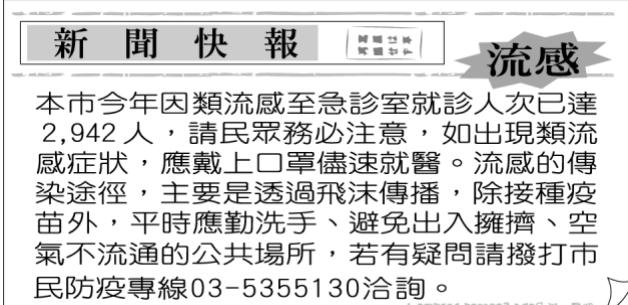 新聞快報
流感
本市今年因類流感至急診室就診人次已達
2,942人，請民眾務必注意，如出現類流
感症狀，應戴上口罩儘速就醫。流感的傳
染途徑，主要是透過飛沫傳播，除接種疫
苗外，平時應勤洗手、避免出入擁擠、空
氣不流通的公共場所，若有疑問請撥打市
民防疫專線03-5355130洽詢。